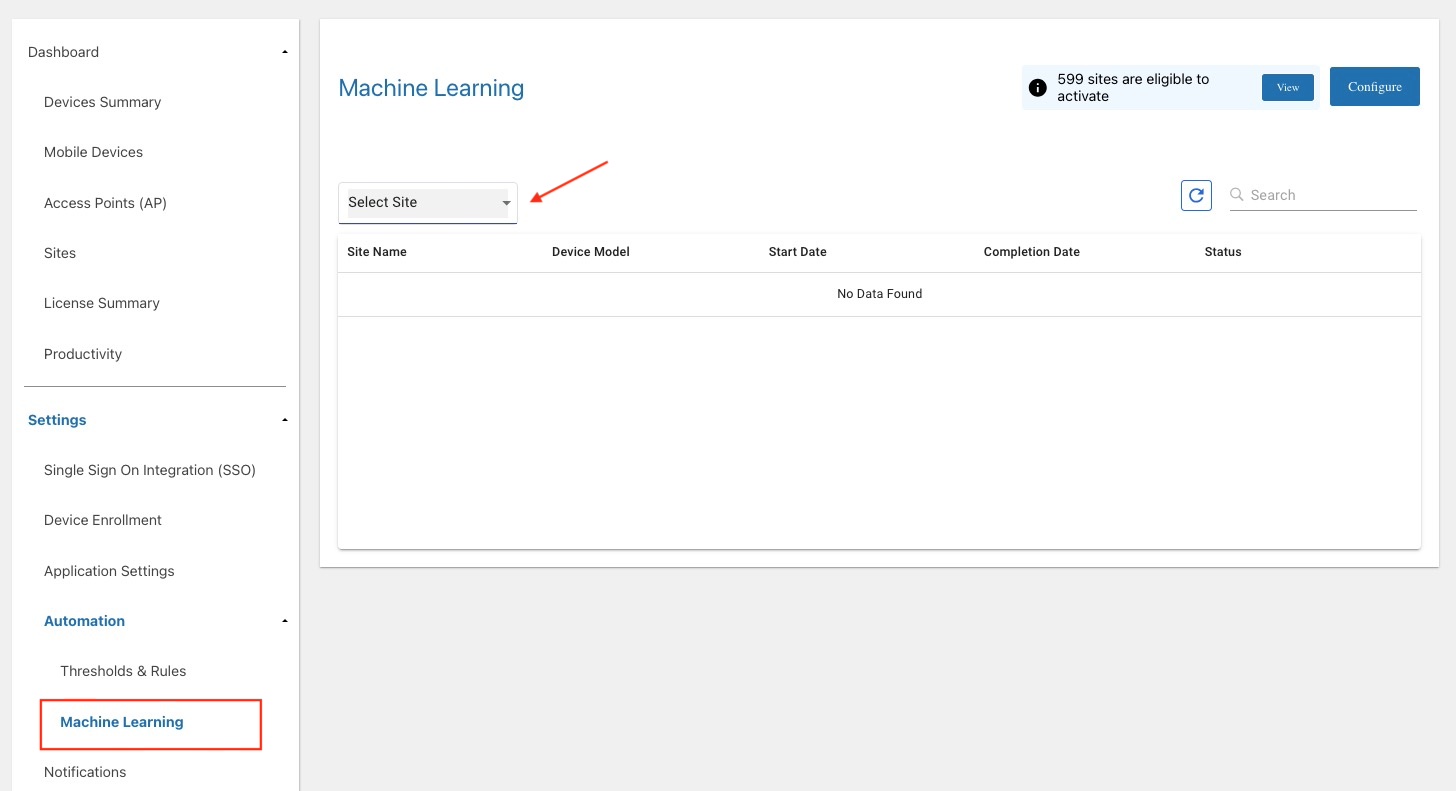 Dashboard
Devices Summary
Mobile Devices
Access Points (AP)
Sites
License Summary
Productivity
Settings
Single Sign On Integration (SSO)
Device Enrollment
Application Settings
Automation
Thresholds & Rules
Machine Learning
Notifications
Machine Learning
599 sites are eligible to
activate
View
Configure
Select Site
Search
Site Name Device Model Start Date Completion Date Status
No Data Found